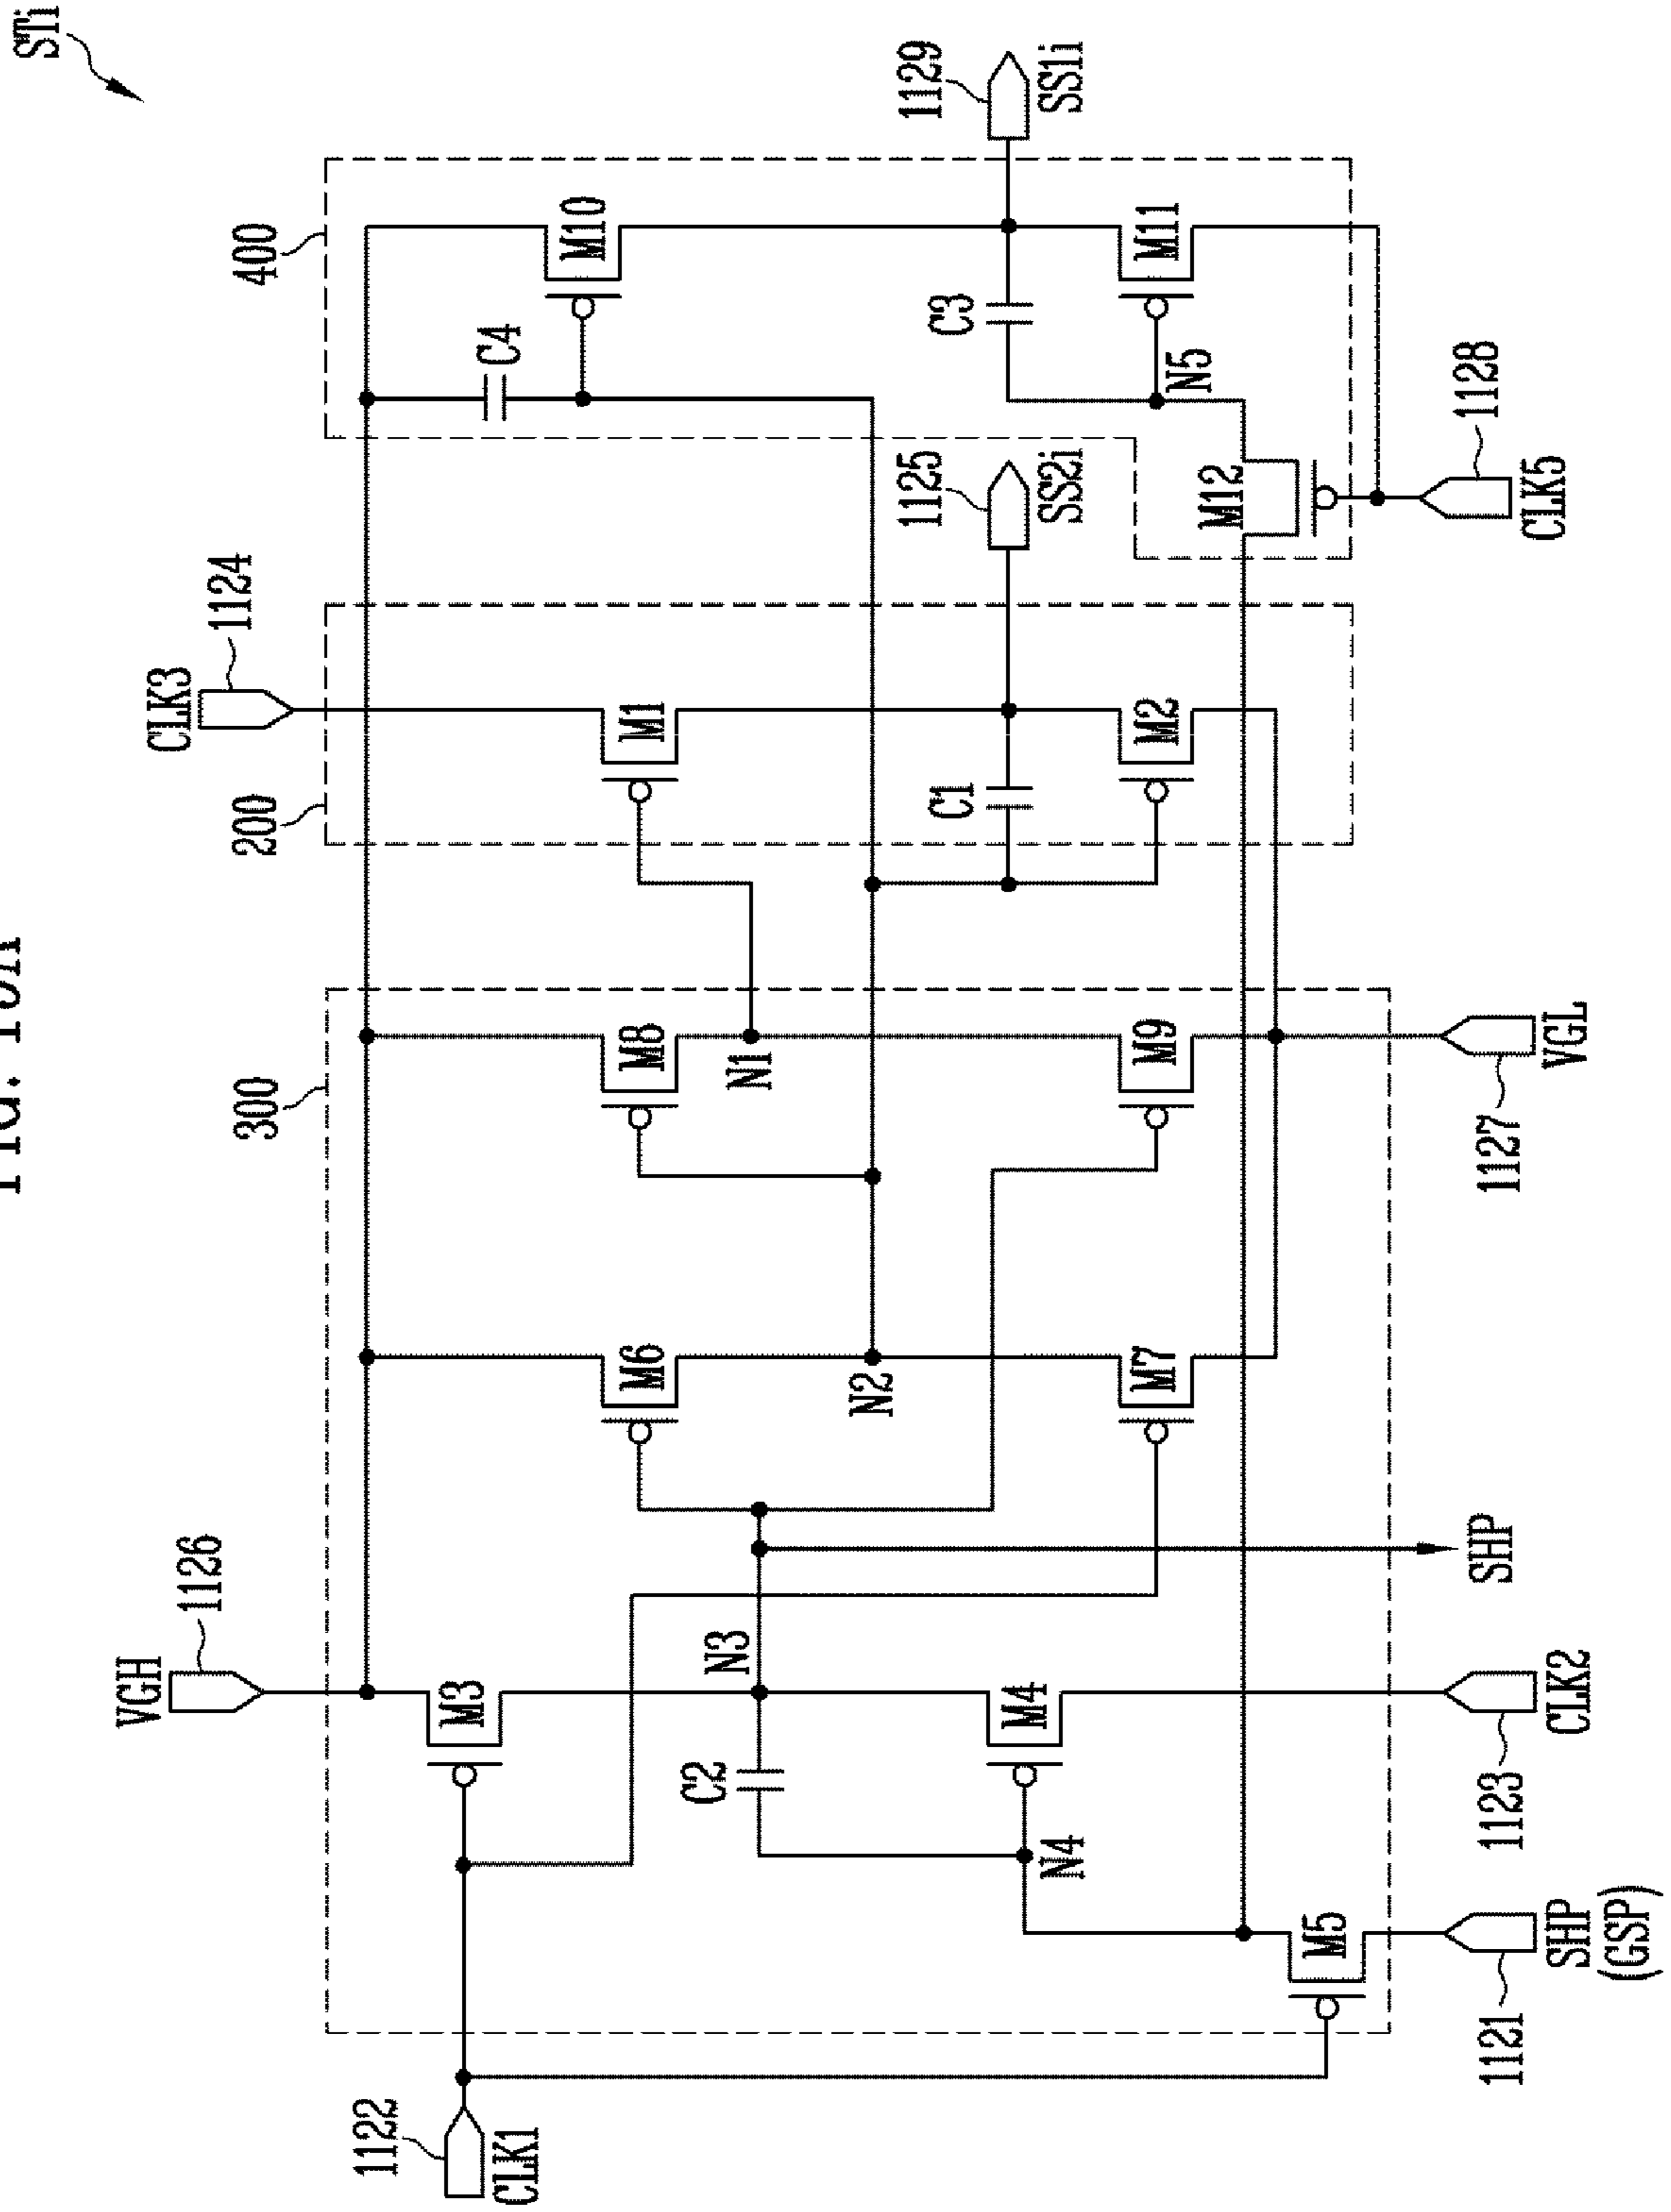 FIG.
STi
VGH
CLK3
1126
1124
300
200
400
1122
CLK1
M3
C4
M10
M6
M8
M1
C2
N3
N1
N2
1125
1129
C1
C3
M4
N4
SS2i
SS1i
M7
M9
M2
M11
N5
M12
M5
SHP
1121
1123
1127
1128
SHP
(GSP)
CLK2
VGL
CLK5